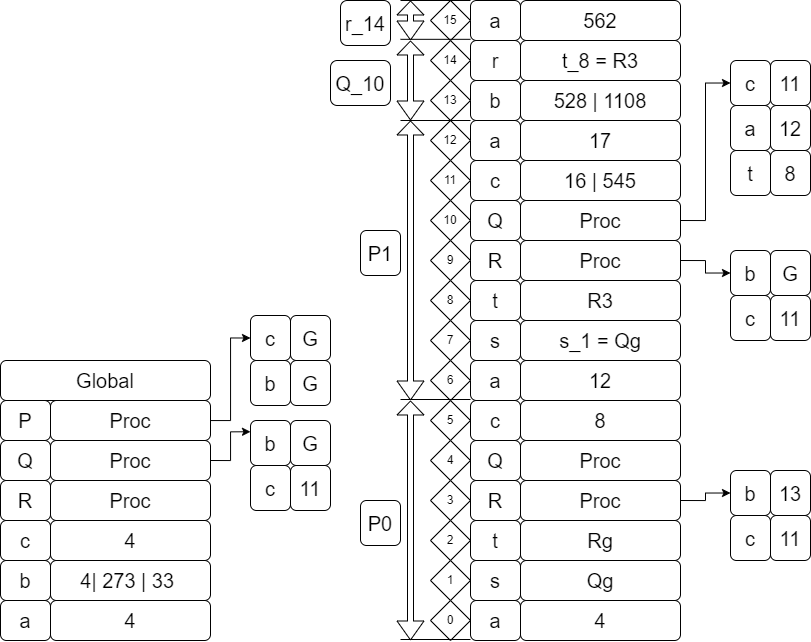 r_14
15 a 562
14 r t_8 = R3
Q_10
13 b 528 | 1108
12 a 17
11 c 16 | 545
10 Q Proc
c 11
a 12
t 8
P1
9 R Proc
b G
c 11
8 t R3
7 s s_1 = Qg
6 a 12
P0
5 c 8
4 Q Proc
3 R Proc
b 13
c 11
2 t Rg
1 s Qg
0 a 4
Global
P Proc
c G
b G
Q Proc
b G
c 11
R Proc
c 4
b 4| 273 | 33
a 4